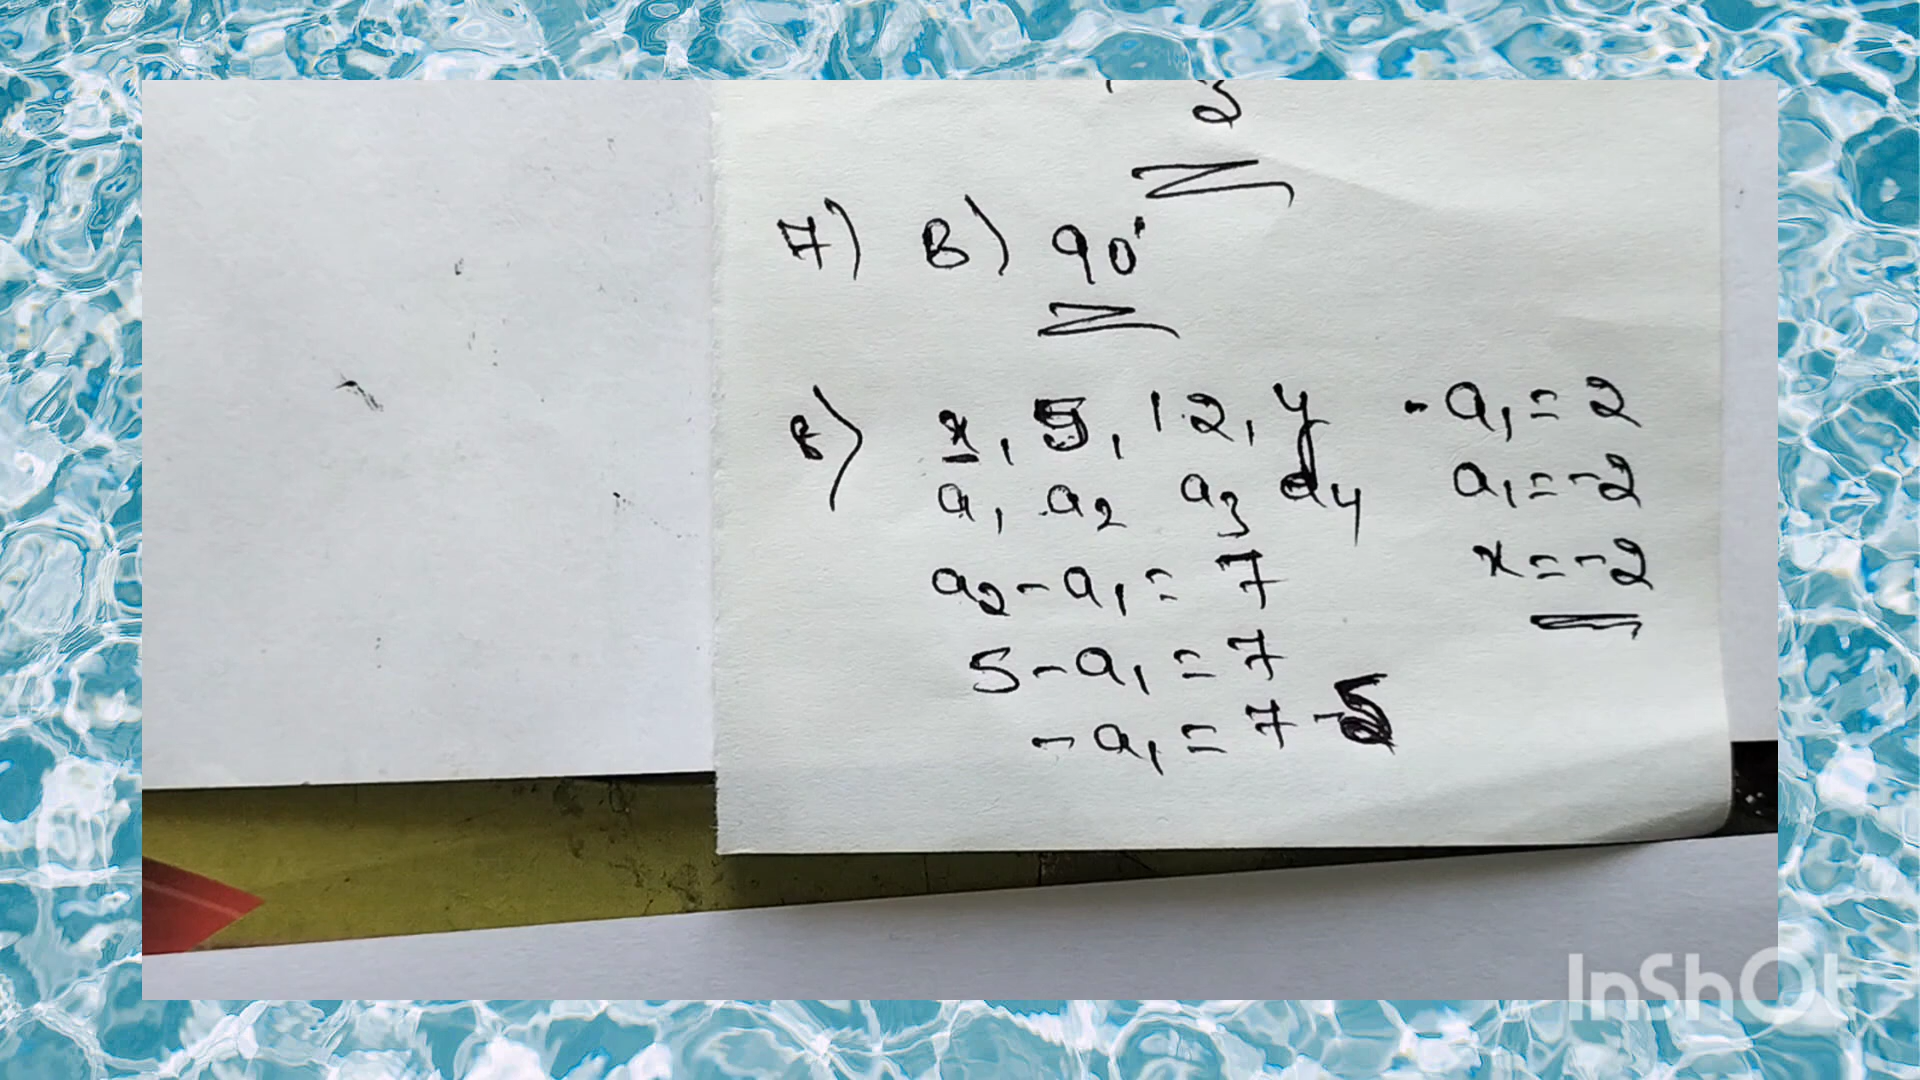 3
7) B) 90°
8) x, 5, 12, y
a1 a2 a3 a4
a2 - a1 = 7
5 - a1 = 7
- a1 = 7 - 5
- a1 = 2
a1 = -2
x = -2
InShOt